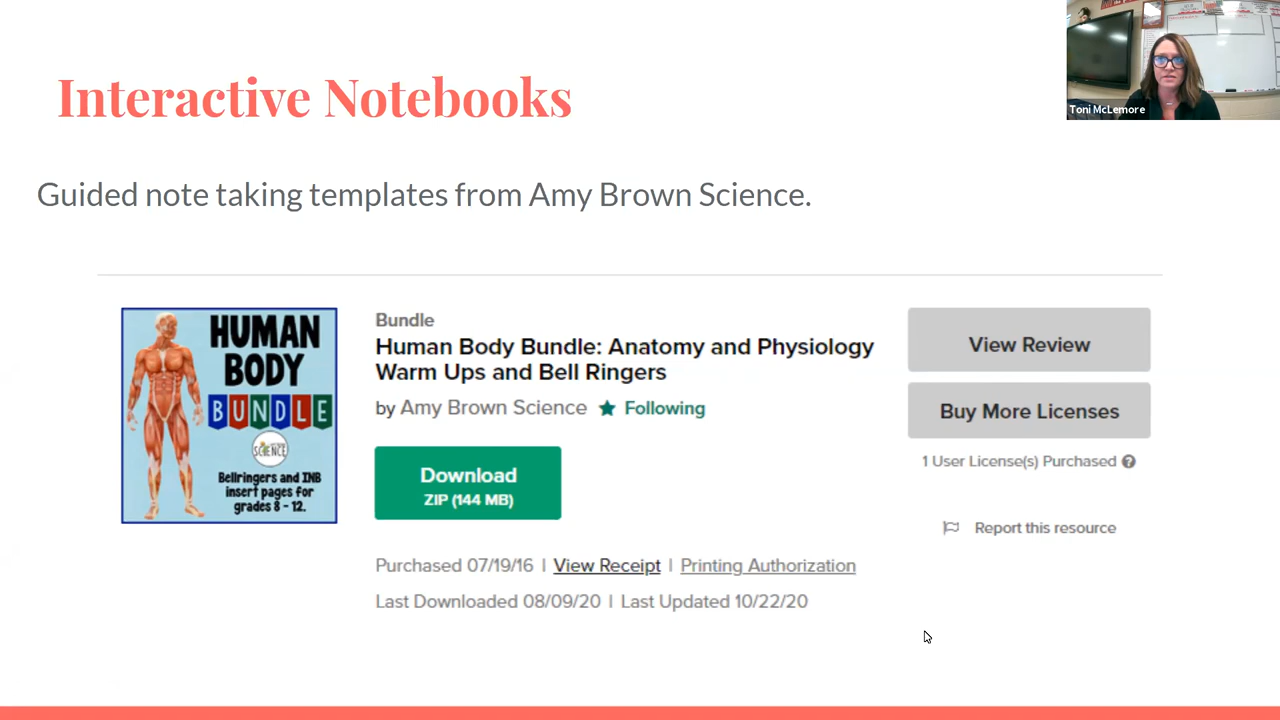 Interactive Notebooks
Toni McLemore
Guided note taking templates from Amy Brown Science.
HUMAN
BODY
BUNDLE
SCIENCE
Bellringers and INB
insert pages for
grades 8 - 12.
Bundle
Human Body Bundle: Anatomy and Physiology
Warm Ups and Bell Ringers
by Amy Brown Science ★ Following
Download
ZIP (144 MB)
Purchased 07/19/16 | View Receipt | Printing Authorization
Last Downloaded 08/09/20 | Last Updated 10/22/20
View Review
Buy More Licenses
1 User License(s) Purchased ?
Report this resource